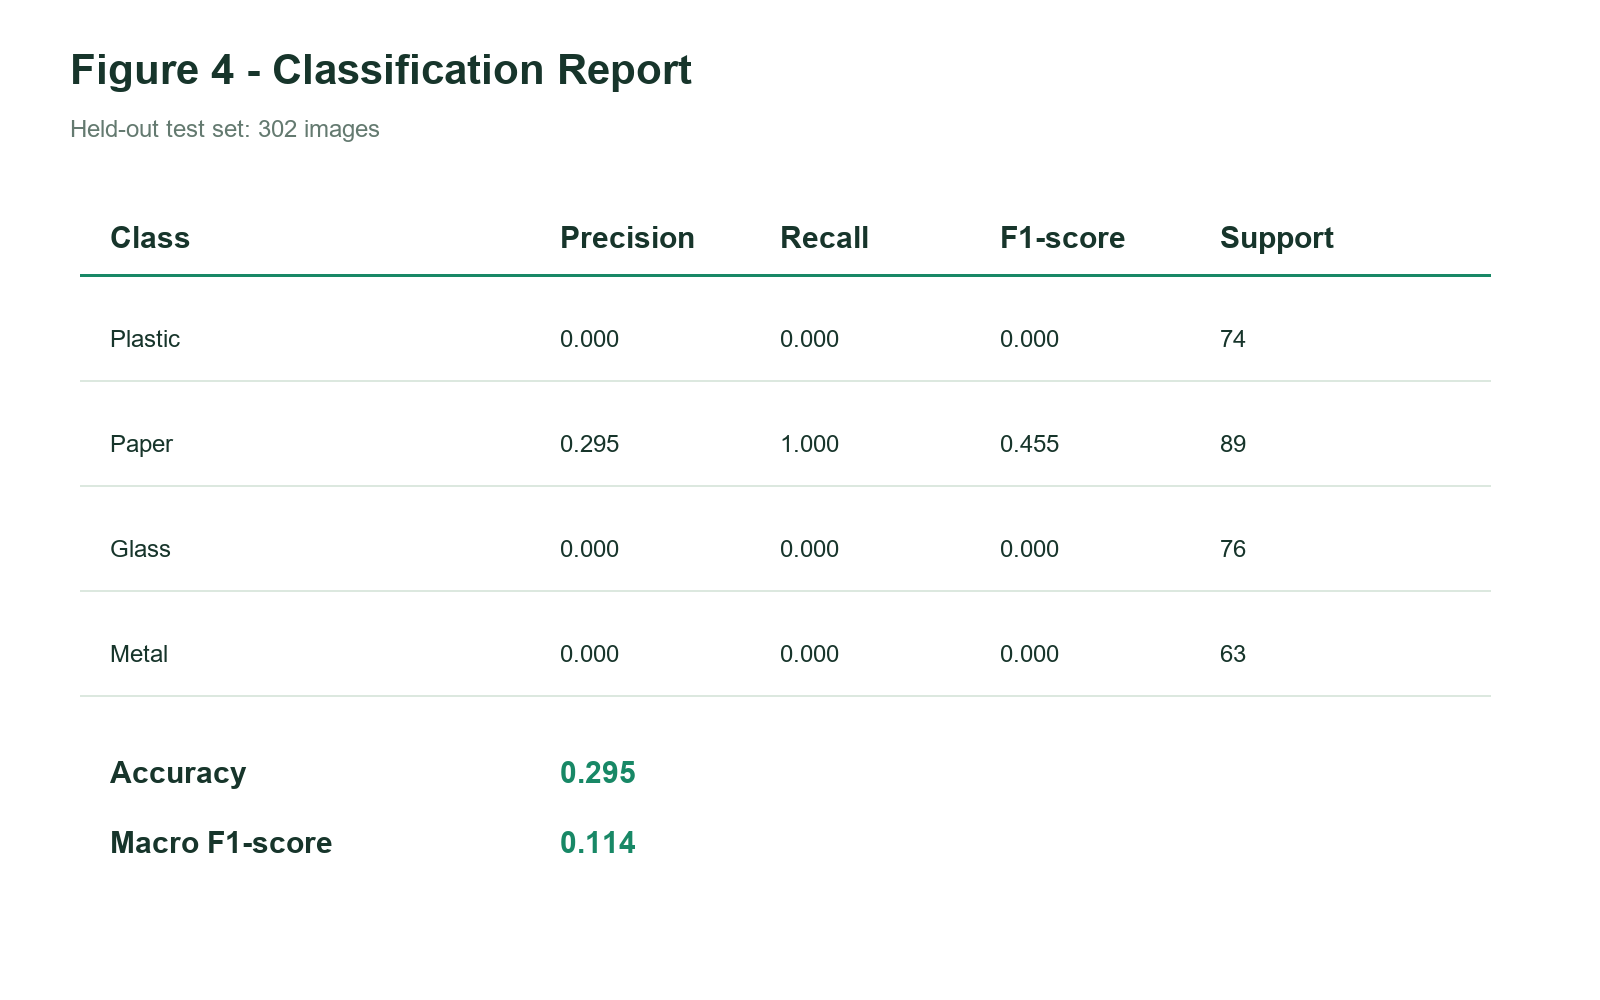 Figure 4 - Classification Report
Held-out test set: 302 images
Class Precision Recall F1-score Support
Plastic 0.000 0.000 0.000 74
Paper 0.295 1.000 0.455 89
Glass 0.000 0.000 0.000 76
Metal 0.000 0.000 0.000 63
Accuracy 0.295
Macro F1-score 0.114